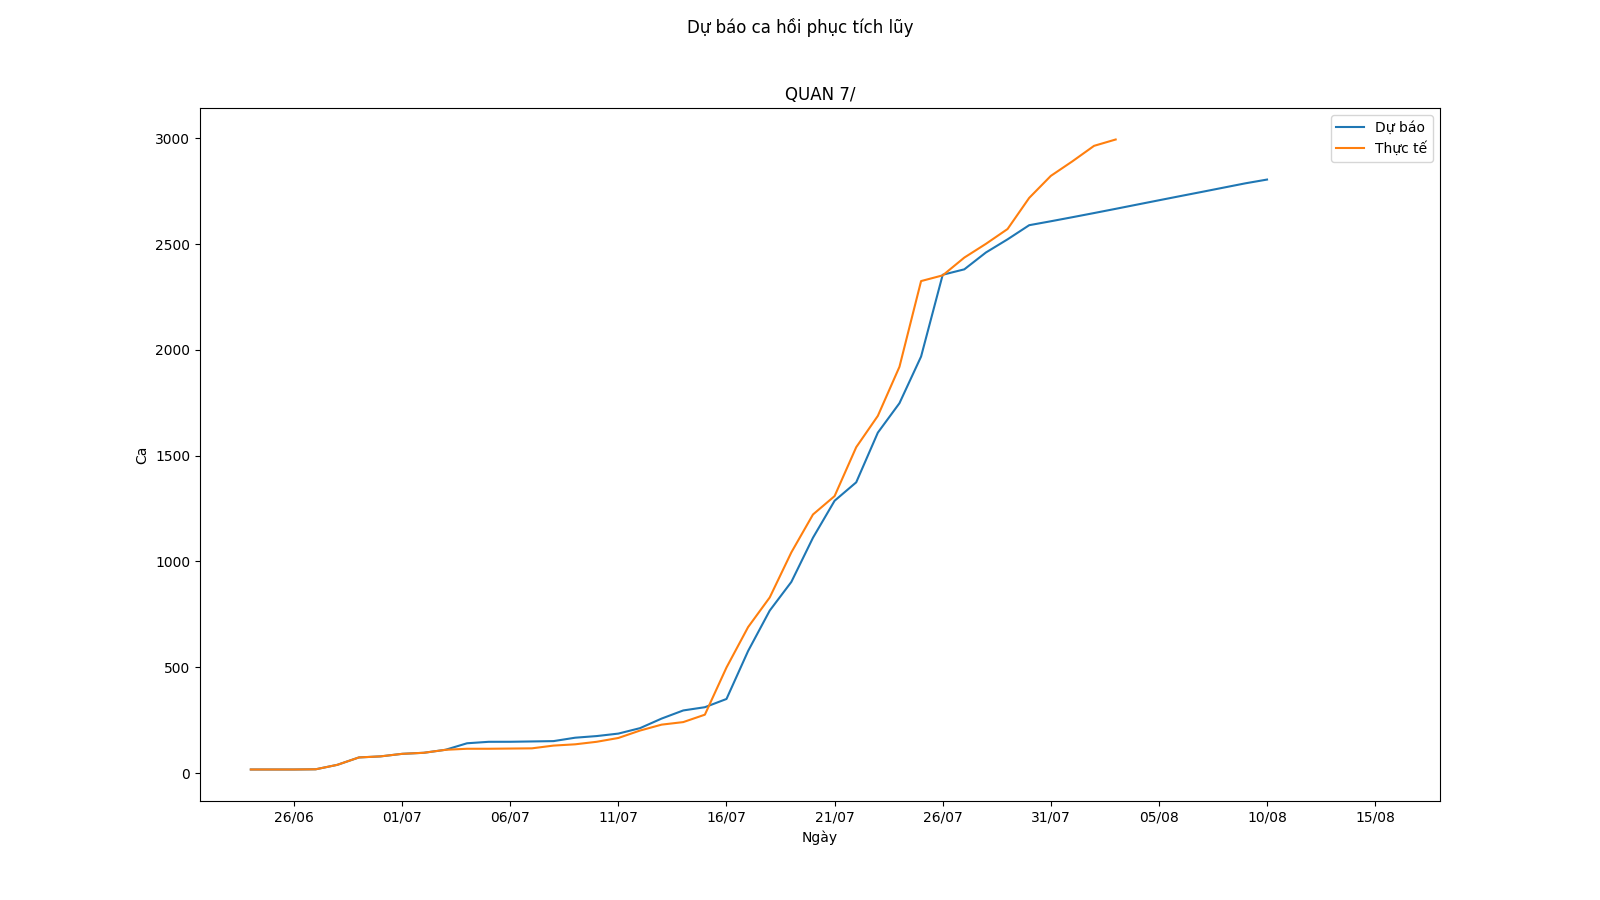 Dự báo ca hồi phục tích lũy
QUAN 7/
Dự báo
Thực tế
3000
2500
2000
1500
1000
500
0
Ca
26/06 01/07 06/07 11/07 16/07 21/07 26/07 31/07 05/08 10/08 15/08
Ngày